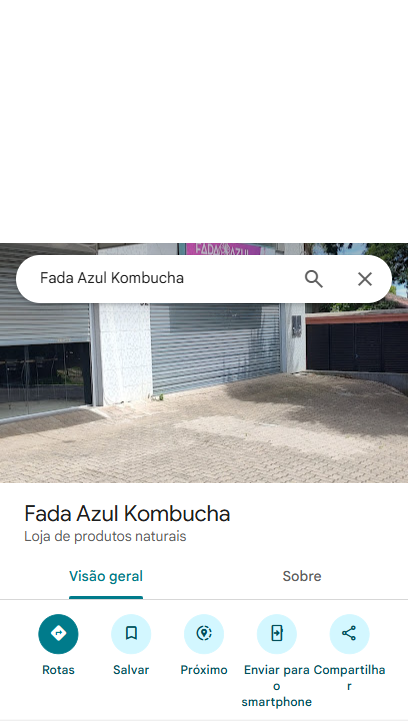 FADA AZUL
Fada Azul Kombucha
Fada Azul Kombucha
Loja de produtos naturais
Visão geral
Sobre
Rotas
Salvar
Próximo
Enviar para
o
smartphone
Compartilha
r